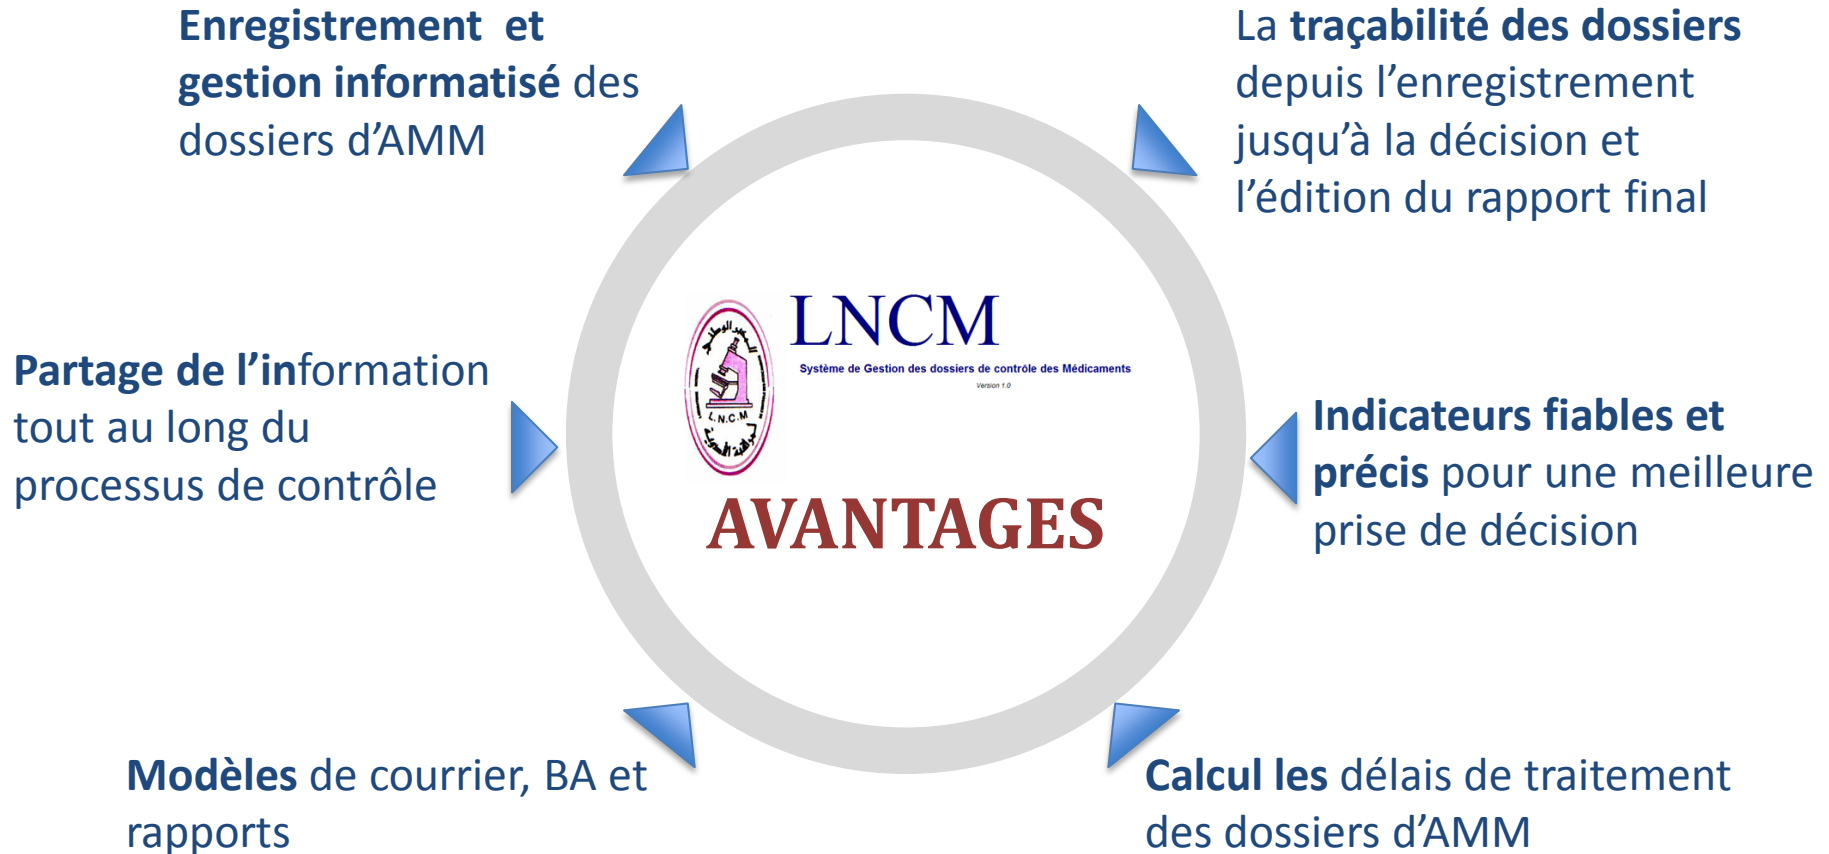 Enregistrement et
gestion informatisé des
dossiers d’AMM
La traçabilité des dossiers
depuis l’enregistrement
jusqu’à la décision et
l’édition du rapport final
Partage de l’information
tout au long du
processus de contrôle
LNCM
Système de Gestion des dossiers de contrôle des Médicaments
Version 1.0
L.N.C.M
AVANTAGES
Indicateurs fiables et
précis pour une meilleure
prise de décision
Modèles de courrier, BA et
rapports
Calcul les délais de traitement
des dossiers d’AMM